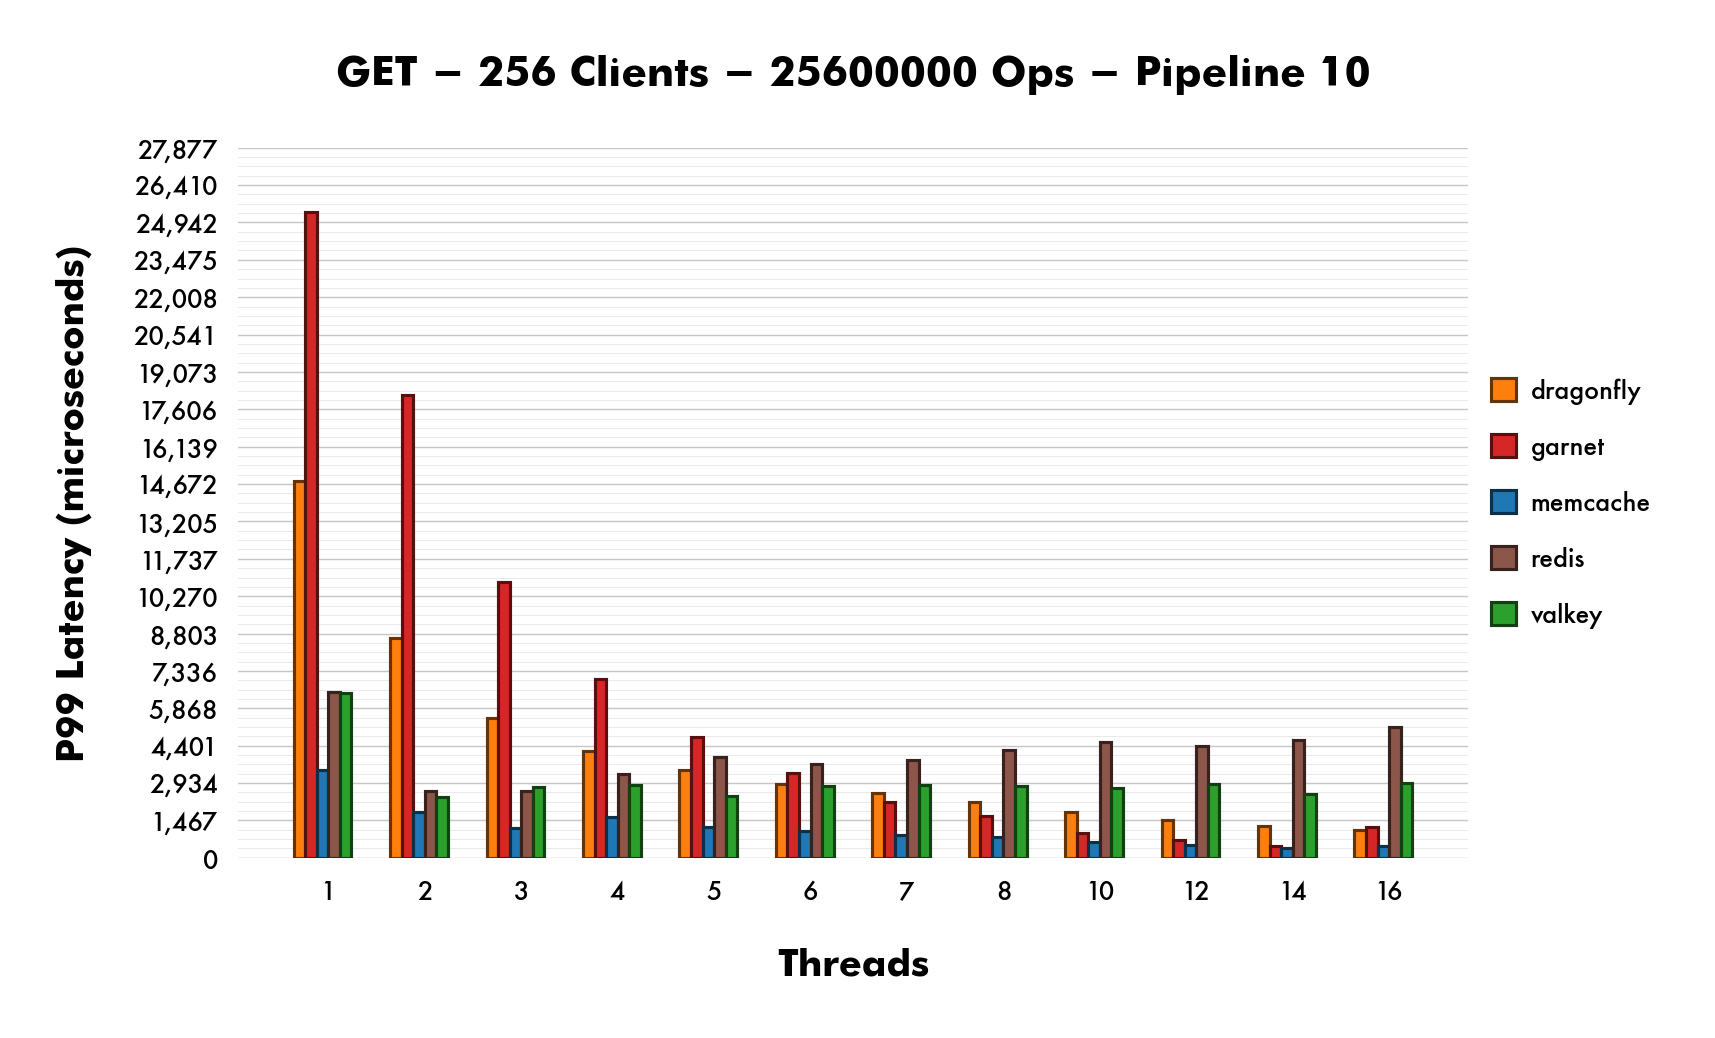 GET – 256 Clients – 25600000 Ops – Pipeline 10
P99 Latency (microseconds)
27,877
26,410
24,942
23,475
22,008
20,541
19,073
17,606
16,139
14,672
13,205
11,737
10,270
8,803
7,336
5,868
4,401
2,934
1,467
0
1 2 3 4 5 6 7 8 10 12 14 16
Threads
dragonfly
garnet
memcache
redis
valkey